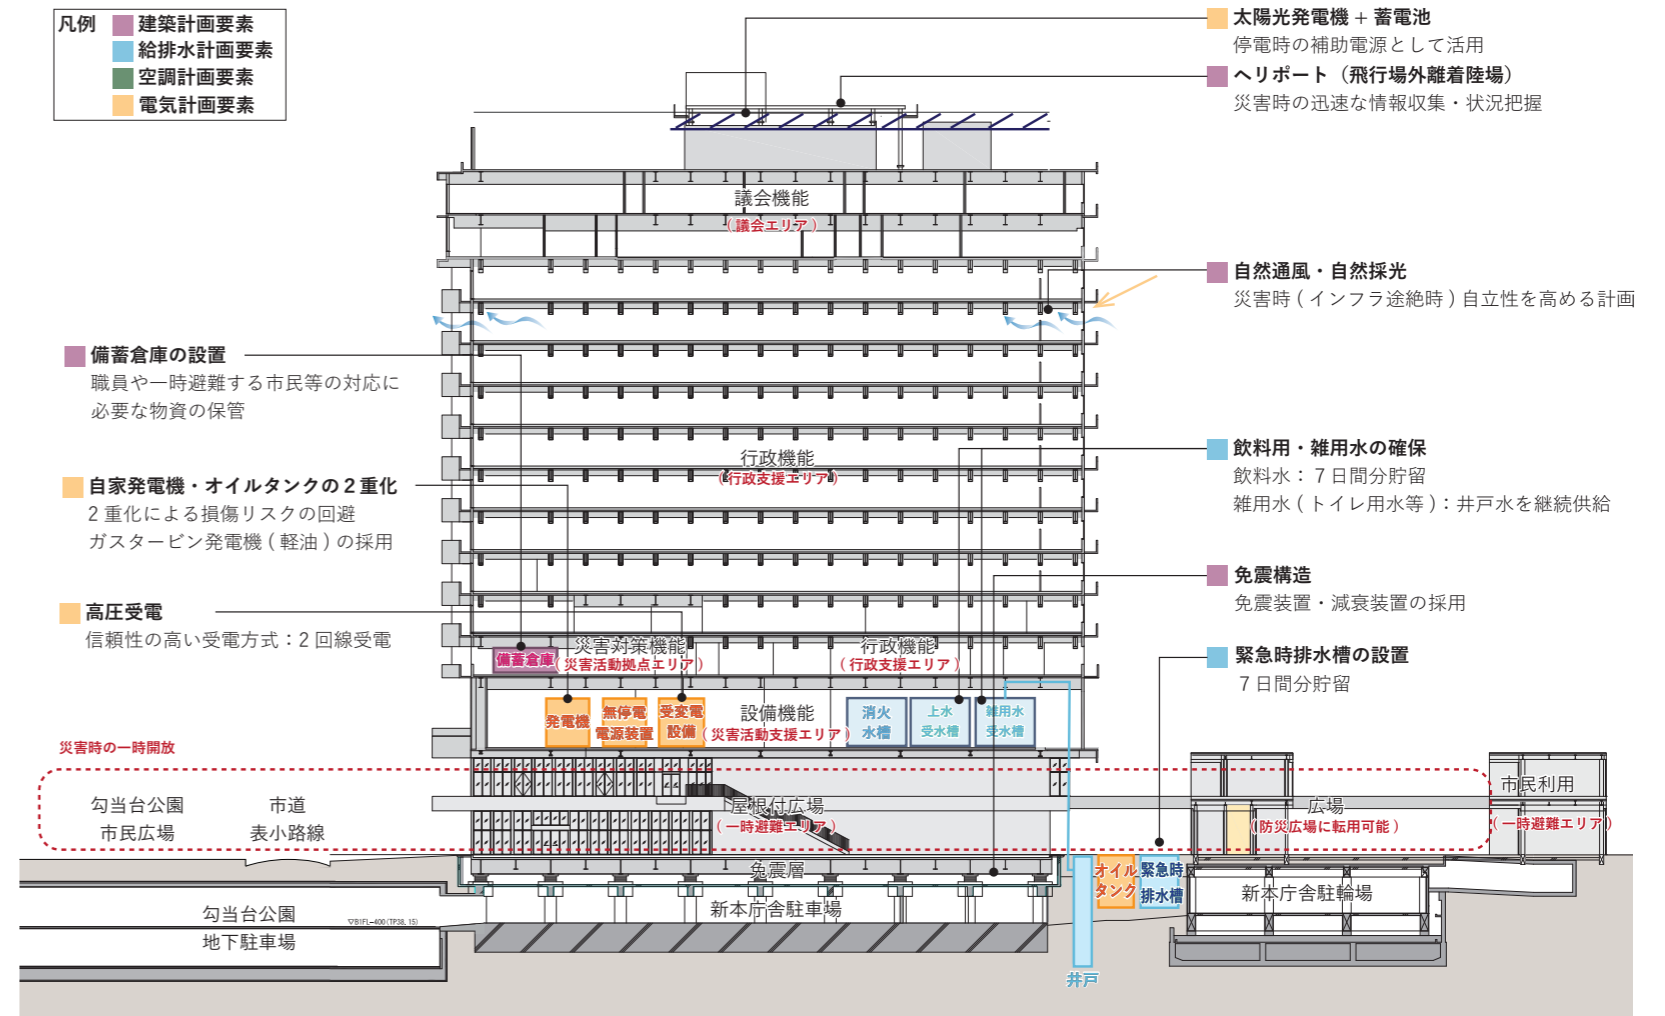 凡例
建築計画要素
給排水計画要素
空調計画要素
電気計画要素
太陽光発電機 + 蓄電池
停電時の補助電源として活用
ヘリポート（飛行場外離着陸場）
災害時の迅速な情報収集・状況把握
議会機能
( 議会エリア )
自然通風・自然採光
災害時 ( インフラ途絶時 ) 自立性を高める計画
備蓄倉庫の設置
職員や一時避難する市民等の対応に
必要な物資の保管
行政機能
(行政支援エリア)
飲料用・雑用水の確保
飲料水：7日間分貯留
雑用水 ( トイレ用水等 )：井戸水を継続供給
自家発電機・オイルタンクの２重化
２重化による損傷リスクの回避
ガスタービン発電機 ( 軽油 ) の採用
免震構造
免震装置・減衰装置の採用
高圧受電
信頼性の高い受電方式：2 回線受電
備蓄倉庫
災害対策機能
( 災害活動拠点エリア )
行政機能
( 行政支援エリア )
緊急時排水槽の設置
7日間分貯留
発電機
無停電
電源装置
受変電
設備
設備機能
( 災害活動支援エリア )
消火
水槽
上水
受水槽
雑用水
受水槽
災害時の一時開放
勾当台公園
市民広場
市道
表小路線
屋根付広場
( 一時避難エリア )
広場
( 防災広場に転用可能 )
市民利用
( 一時避難エリア )
免震層
オイル
タンク
緊急時
排水槽
新本庁舎駐車場
新本庁舎駐輪場
勾当台公園
地下駐車場
▽B1FL-400(TP38.15)
井戸